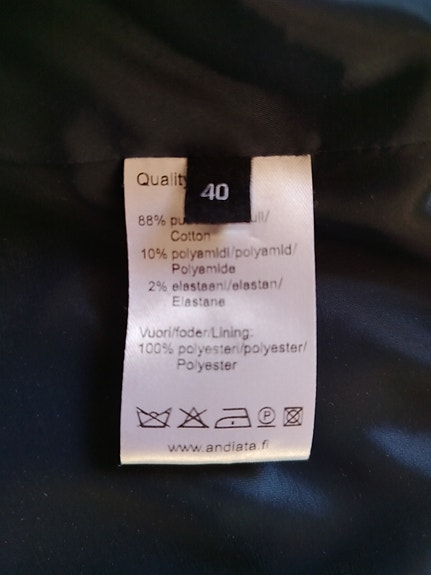 Quality
40
88%
Cotton
10% polyamidi/polyamid/
Polyamide
2% elastaani/elastan/
Elastane
Vuori/foder/Lining:
100% polyesteri/polyester/
Polyester
P
www.andiata.fi